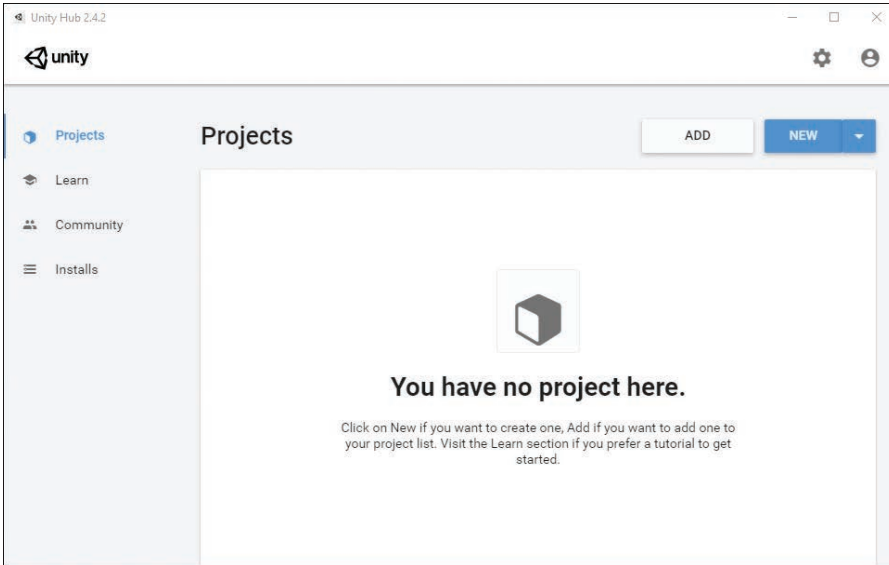 Unity Hub 2.4.2
unity
Projects
Learn
Community
Installs
Projects
ADD
NEW
You have no project here.
Click on New if you want to create one, Add if you want to add one to
your project list. Visit the Learn section if you prefer a tutorial to get
started.